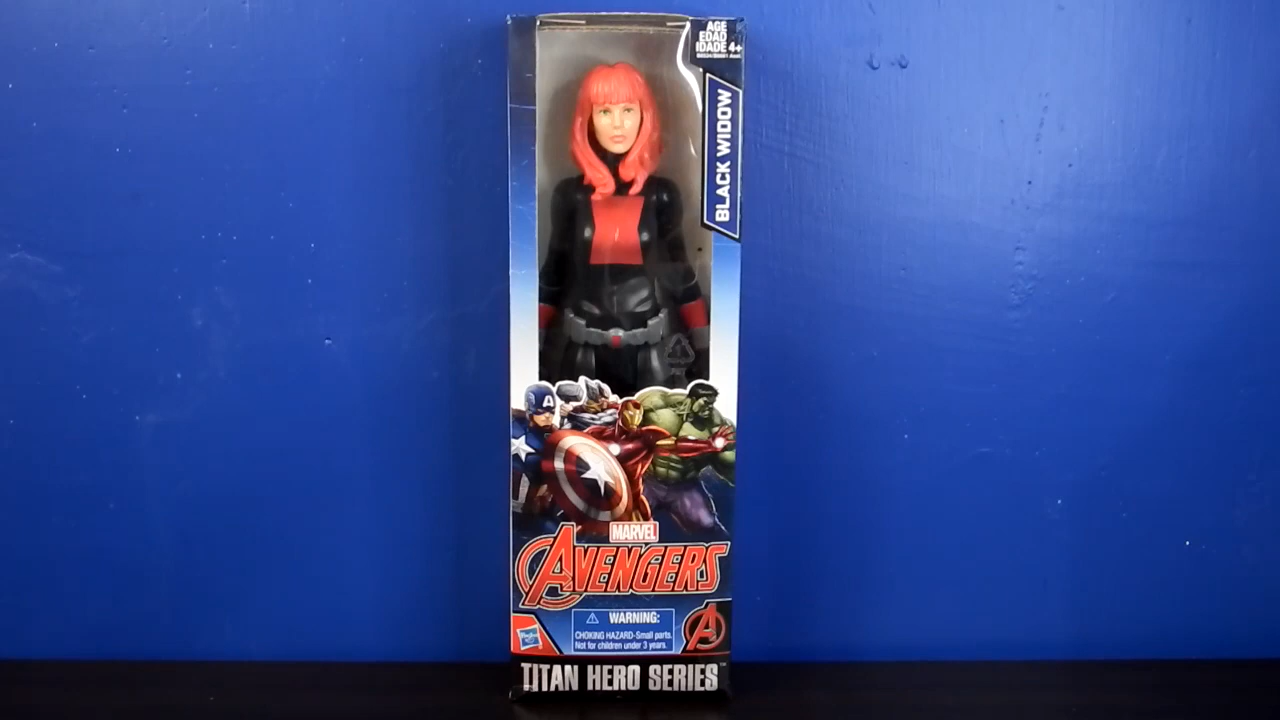 AGE
EDAD
IDADE 4+
BLACK WIDOW
A
MARVEL
AVENGERS
WARNING:
CHOKING HAZARD-Small parts.
Not for children under 3 years.
Hasbro
A
TITAN HERO SERIES™